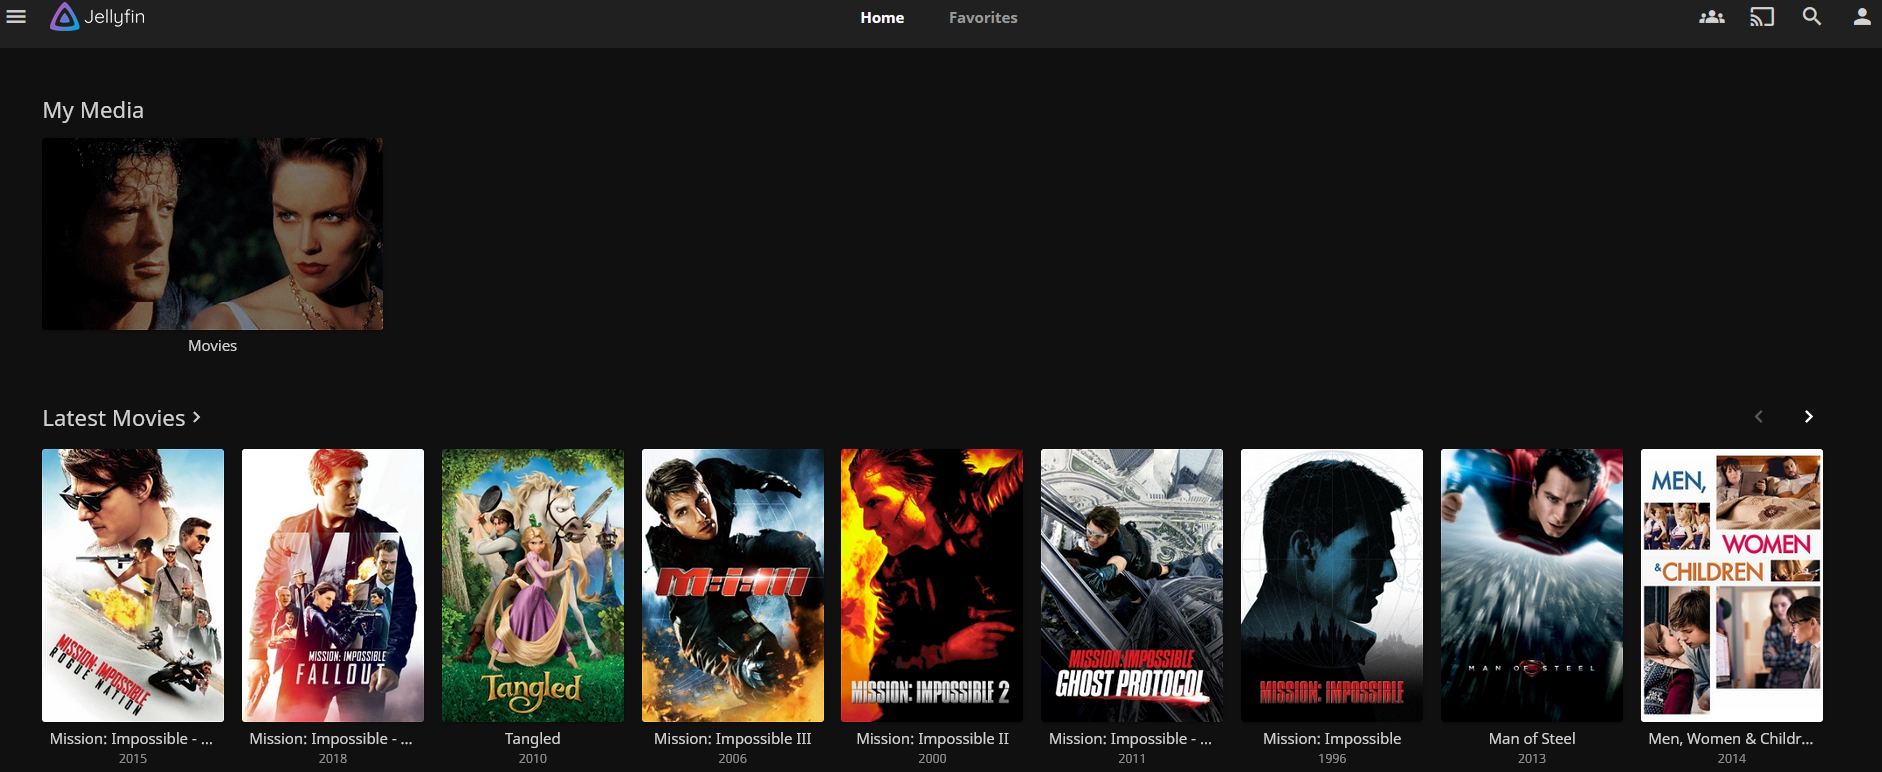 Jellyfin
Home
Favorites
My Media
Movies
Latest Movies
MISSION: IMPOSSIBLE
ROGUE NATION
MISSION: IMPOSSIBLE
FALLOUT
Tangled
M:i:III
MISSION: IMPOSSIBLE 2
MISSION: IMPOSSIBLE
GHOST PROTOCOL
MISSION: IMPOSSIBLE
MAN OF STEEL
MEN,
WOMEN
& CHILDREN
Mission: Impossible - ...
2015
Mission: Impossible - ...
2018
Tangled
2010
Mission: Impossible III
2006
Mission: Impossible II
2000
Mission: Impossible - ...
2011
Mission: Impossible
1996
Man of Steel
2013
Men, Women & Childr...
2014